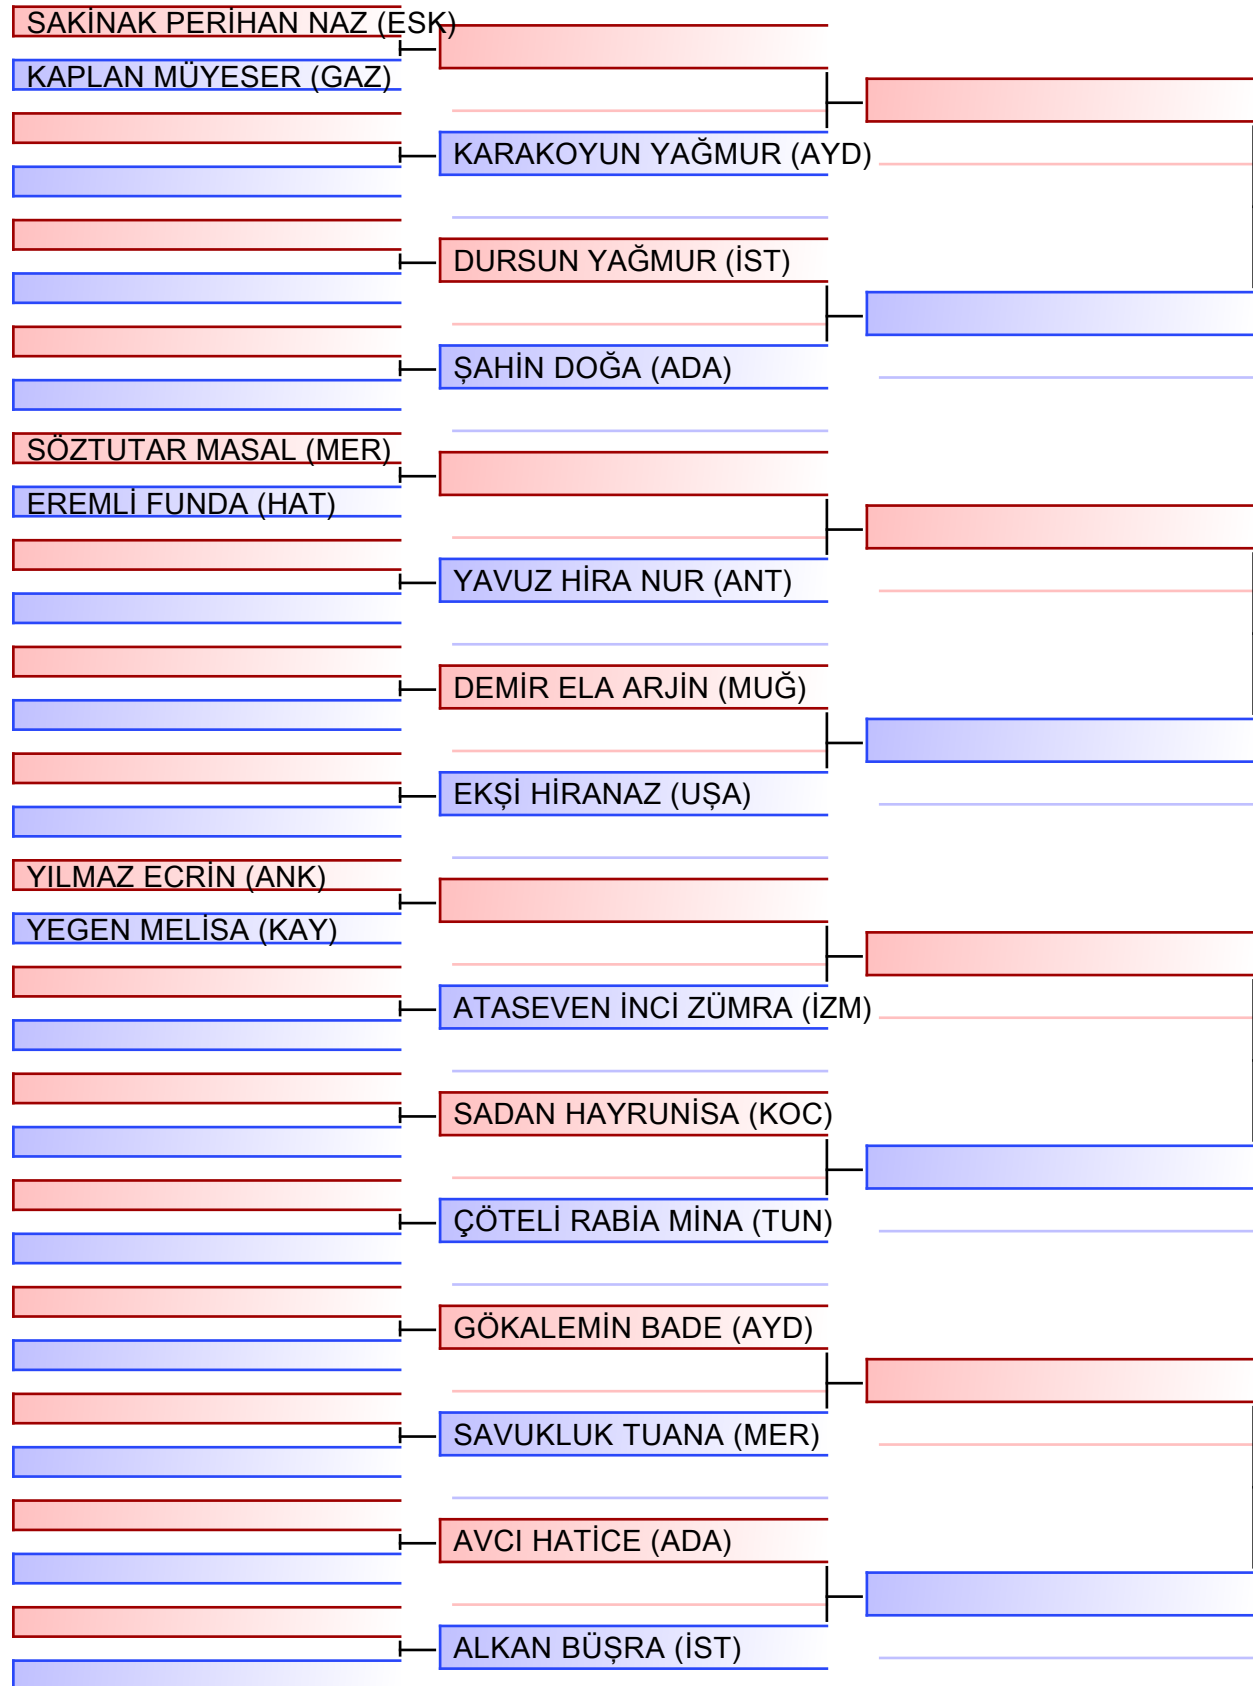 SAKİNAK PERİHAN NAZ (ESK)
KAPLAN MÜYESER (GAZ)
KARAKOYUN YAĞMUR (AYD)
DURSUN YAĞMUR (İST)
ŞAHİN DOĞA (ADA)
SÖZTUTAR MASAL (MER)
EREMLİ FUNDA (HAT)
YAVUZ HİRA NUR (ANT)
DEMİR ELA ARJİN (MUĞ)
EKŞİ HİRANAZ (UŞA)
YILMAZ ECRİN (ANK)
YEGEN MELİSA (KAY)
ATASEVEN İNCİ ZÜMRA (İZM)
SADAN HAYRUNİSA (KOC)
ÇÖTELİ RABİA MİNA (TUN)
GÖKALEMİN BADE (AYD)
SAVUKLUK TUANA (MER)
AVCI HATİCE (ADA)
ALKAN BÜŞRA (İST)